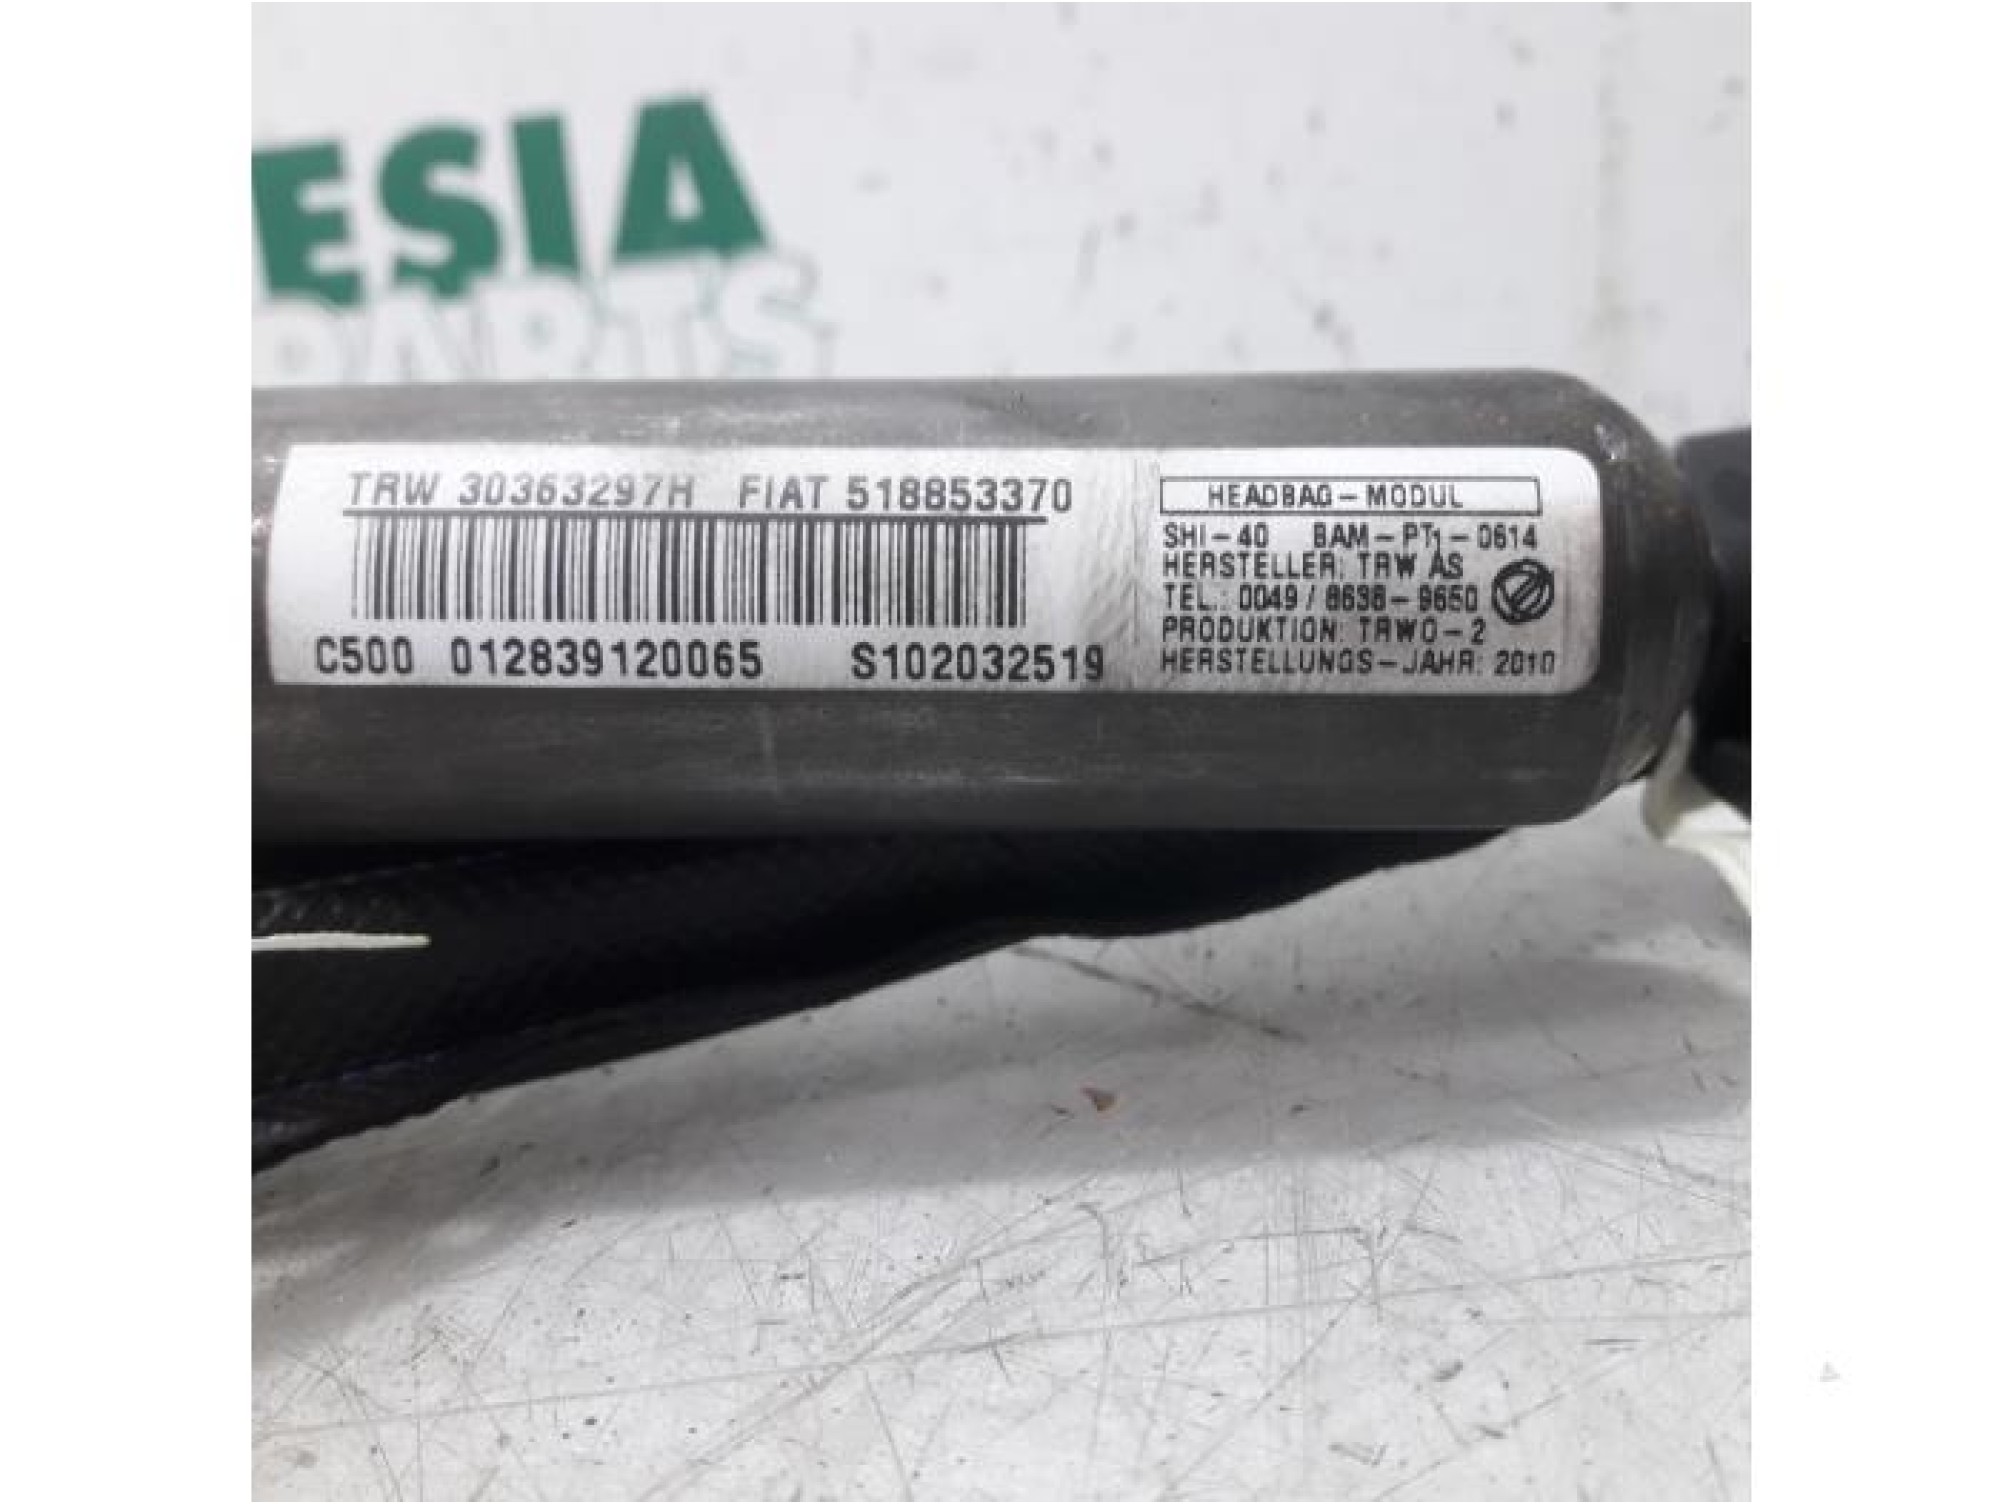 ESIA
PARTS
TRW 30363297H FIAT 518853370
C500 012839120065 S102032519
HEADBAG-MODUL
SHI-40 BAM-PT1-0614
HERSTELLER: TRW AS
TEL.: 0049/8638-9650
PRODUKTION: TRWO-2
HERSTELLUNGS-JAHR: 2010